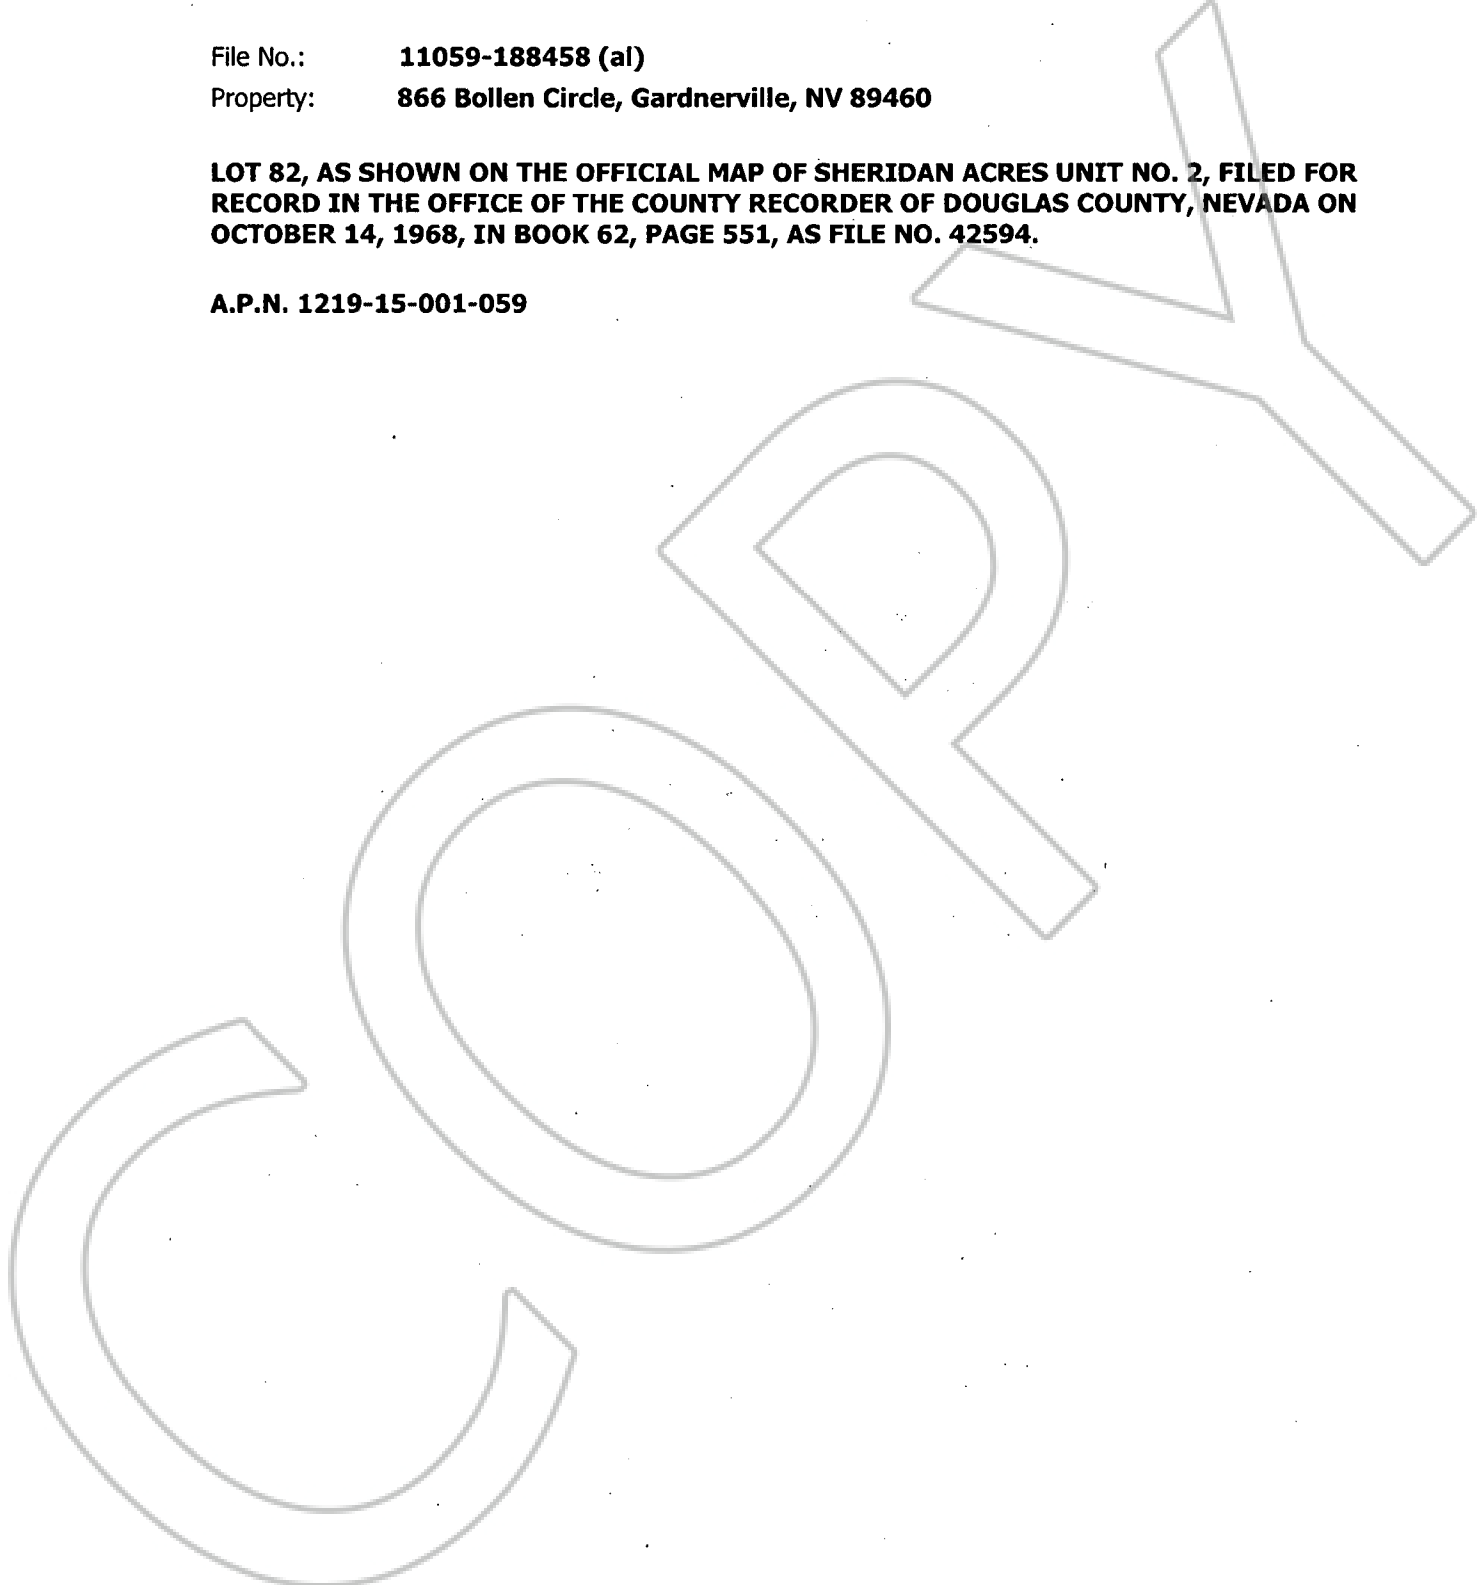 File No.: 11059-188458 (al)
Property: 866 Bollen Circle, Gardnerville, NV 89460
LOT 82, AS SHOWN ON THE OFFICIAL MAP OF SHERIDAN ACRES UNIT NO. 2, FILED FOR
RECORD IN THE OFFICE OF THE COUNTY RECORDER OF DOUGLAS COUNTY, NEVADA ON
OCTOBER 14, 1968, IN BOOK 62, PAGE 551, AS FILE NO. 42594.
A.P.N. 1219-15-001-059
COPY